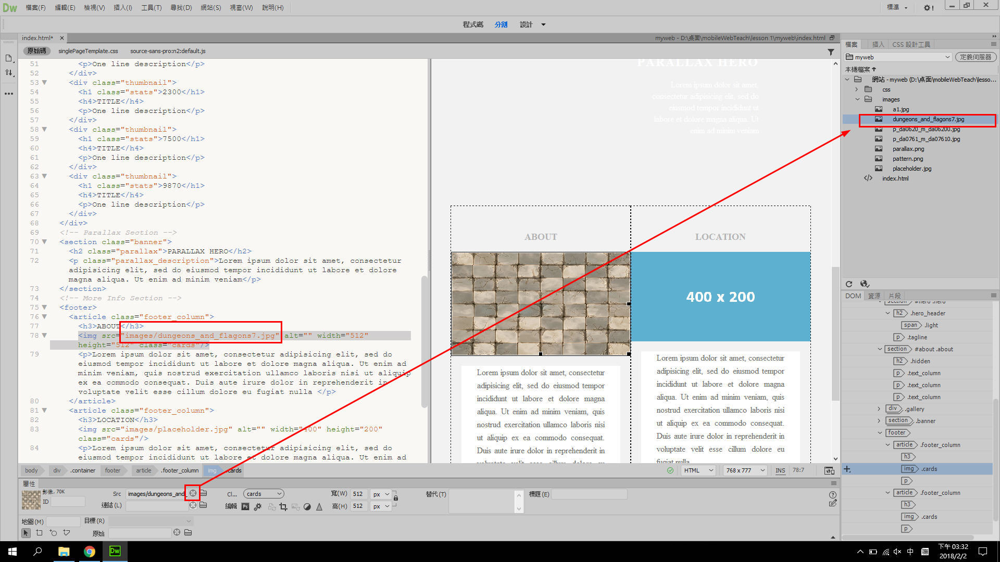 Dw 檔案(F) 編輯(E) 檢視(V) 插入(I) 工具(T) 尋找(D) 網站(S) 視窗(W) 說明(H) 標準
程式碼 分割 設計
index.html* × myweb - D:\桌面\mobileWebTeach\lesson 1\myweb\index.html
原始碼 singlePageTemplate.css source-sans-pro:n2:default.js
51 <p>One line description</p>
52 </div>
53 <div class="thumbnail">
54 <h1 class="stats">2300</h1>
55 <h4>TITLE</h4>
56 <p>One line description</p>
57 </div>
58 <div class="thumbnail">
59 <h1 class="stats">7500</h1>
60 <h4>TITLE</h4>
61 <p>One line description</p>
62 </div>
63 <div class="thumbnail">
64 <h1 class="stats">9870</h1>
65 <h4>TITLE</h4>
66 <p>One line description</p>
67 </div>
68 </div>
69 <!-- Parallax Section -->
70 <section class="banner">
71 <h2 class="parallax">PARALLAX HERO</h2>
72 <p class="parallax_description">Lorem ipsum dolor sit amet, consectetur
adipisicing elit, sed do eiusmod tempor incididunt ut labore et dolore
magna aliqua. Ut enim ad minim veniam</p>
73 </section>
74 <!-- More Info Section -->
75 <footer>
76 <article class="footer_column">
77 <h3>ABOUT</h3>
78 <img src="images/dungeons_and_flagons7.jpg" alt="" width="512"
height="512" class="cards"/>
79 <p>Lorem ipsum dolor sit amet, consectetur adipisicing elit, sed do
eiusmod tempor incididunt ut labore et dolore magna aliqua. Ut enim ad
minim veniam, quis nostrud exercitation ullamco laboris nisi ut aliquip
ex ea commodo consequat. Duis aute irure dolor in reprehenderit in
voluptate velit esse cillum dolore eu fugiat nulla </p>
80 </article>
81 <article class="footer_column">
82 <h3>LOCATION</h3>
83 <img src="images/placeholder.jpg" alt="" width="400" height="200"
class="cards"/>
84 <p>Lorem ipsum dolor sit amet, consectetur adipisicing elit, sed do
eiusmod tempor incididunt ut labore et dolore magna aliqua. Ut enim ad
PARALLAX HERO
Lorem ipsum dolor sit amet,
consectetur adipisicing elit, sed do
eiusmod tempor incididunt ut
labore et dolore magna aliqua. Ut
enim ad minim veniam
ABOUT
Lorem ipsum dolor sit amet, consectetur
adipisicing elit, sed do eiusmod tempor
incididunt ut labore et dolore magna
aliqua. Ut enim ad minim veniam, quis
nostrud exercitation ullamco laboris nisi
ut aliquip ex ea commodo consequat.
Duis aute irure dolor in reprehenderit in
voluptate velit esse cillum dolore eu
LOCATION
400 x 200
Lorem ipsum dolor sit amet, consectetur
adipisicing elit, sed do eiusmod tempor
incididunt ut labore et dolore magna
aliqua. Ut enim ad minim veniam, quis
nostrud exercitation ullamco laboris nisi
ut aliquip ex ea commodo consequat.
Duis aute irure dolor in reprehenderit in
voluptate velit esse cillum dolore eu
fugiat nulla
body div .container footer article .footer_column img .cards
HTML 768 x 777 INS 78:7
屬性
影像, 70K
ID
Src images/dungeons_and_
連結(L)
Cl... cards
編輯 Ps
寬(W) 512 px
高(H) 512 px
替代(T)
標題(E)
地圖(M)
目標(R)
原始
檔案 插入 CSS 設計工具
myweb 定義伺服器
本機檔案
網站 - myweb (D:\桌面\mobileWebTeach\lesso...
css
images
a1.jpg
dungeons_and_flagons7.jpg
p_da0620_m_da06200.jpg
p_da0761_m_da07610.jpg
parallax.png
pattern.png
placeholder.jpg
index.html
DOM 資源 片段
section #hero .hero
h2 .hero_header
span .light
p .tagline
section #about .about
h2 .hidden
p .text_column
p .text_column
p .text_column
div .gallery
section .banner
footer
article .footer_column
h3
img .cards
p
article .footer_column
h3
img .cards
p
Dw
中
下午 03:32
2018/2/2